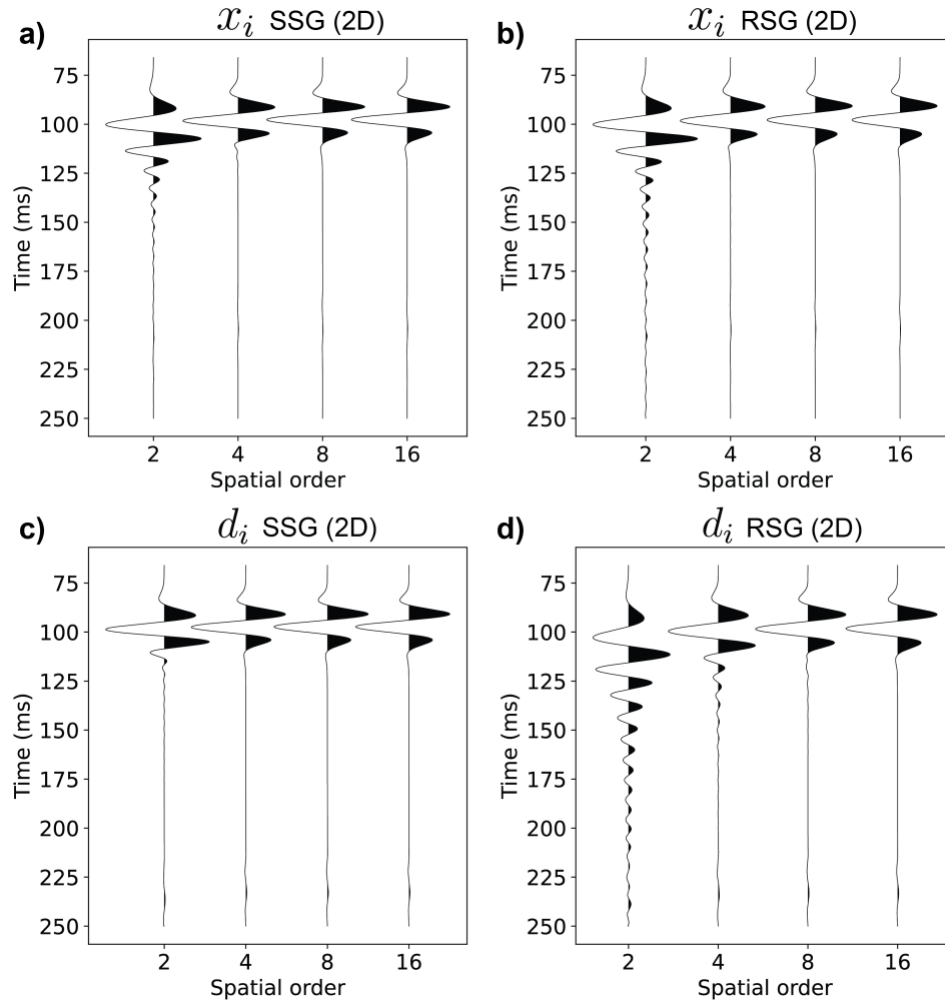 a) x_i SSG (2D)
75
100
125
150
175
200
225
250
Time (ms)
2 4 8 16
Spatial order
b) x_i RSG (2D)
75
100
125
150
175
200
225
250
Time (ms)
2 4 8 16
Spatial order
c) d_i SSG (2D)
75
100
125
150
175
200
225
250
Time (ms)
2 4 8 16
Spatial order
d) d_i RSG (2D)
75
100
125
150
175
200
225
250
Time (ms)
2 4 8 16
Spatial order